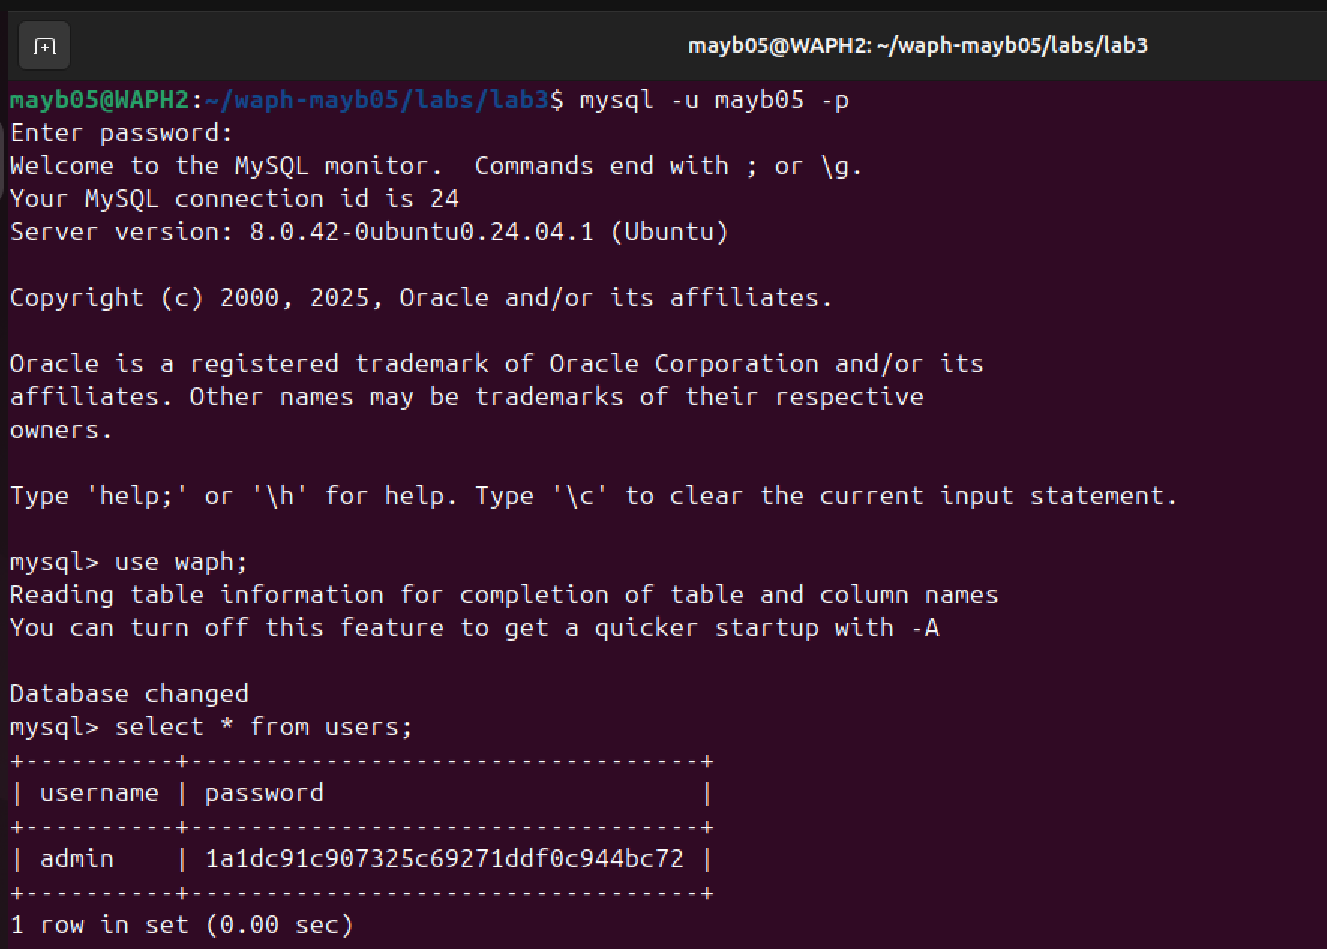 mayb05@WAPH2: ~/waph-mayb05/labs/lab3
mayb05@WAPH2:~/waph-mayb05/labs/lab3$ mysql -u mayb05 -p
Enter password:
Welcome to the MySQL monitor.  Commands end with ; or \g.
Your MySQL connection id is 24
Server version: 8.0.42-0ubuntu0.24.04.1 (Ubuntu)
Copyright (c) 2000, 2025, Oracle and/or its affiliates.
Oracle is a registered trademark of Oracle Corporation and/or its
affiliates. Other names may be trademarks of their respective
owners.
Type 'help;' or '\h' for help. Type '\c' to clear the current input statement.
mysql> use waph;
Reading table information for completion of table and column names
You can turn off this feature to get a quicker startup with -A
Database changed
mysql> select * from users;
+----------+----------------------------------+
| username | password                         |
+----------+----------------------------------+
| admin    | 1a1dc91c907325c69271ddf0c944bc72 |
+----------+----------------------------------+
1 row in set (0.00 sec)